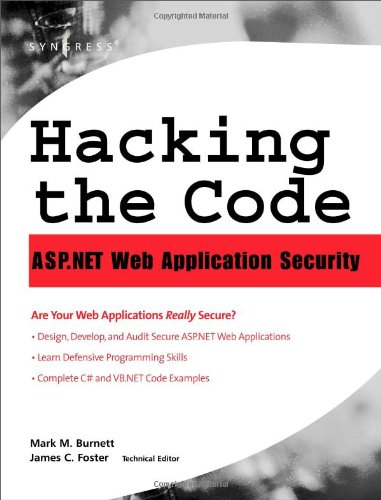 Copyrighted Material
SYNGRESS®
Hacking
the Code
ASP.NET Web Application Security
Are Your Web Applications Really Secure?
• Design, Develop, and Audit Secure ASP.NET Web Applications
• Learn Defensive Programming Skills
• Complete C# and VB.NET Code Examples
Mark M. Burnett
James C. Foster Technical Editor
Copyrighted Material